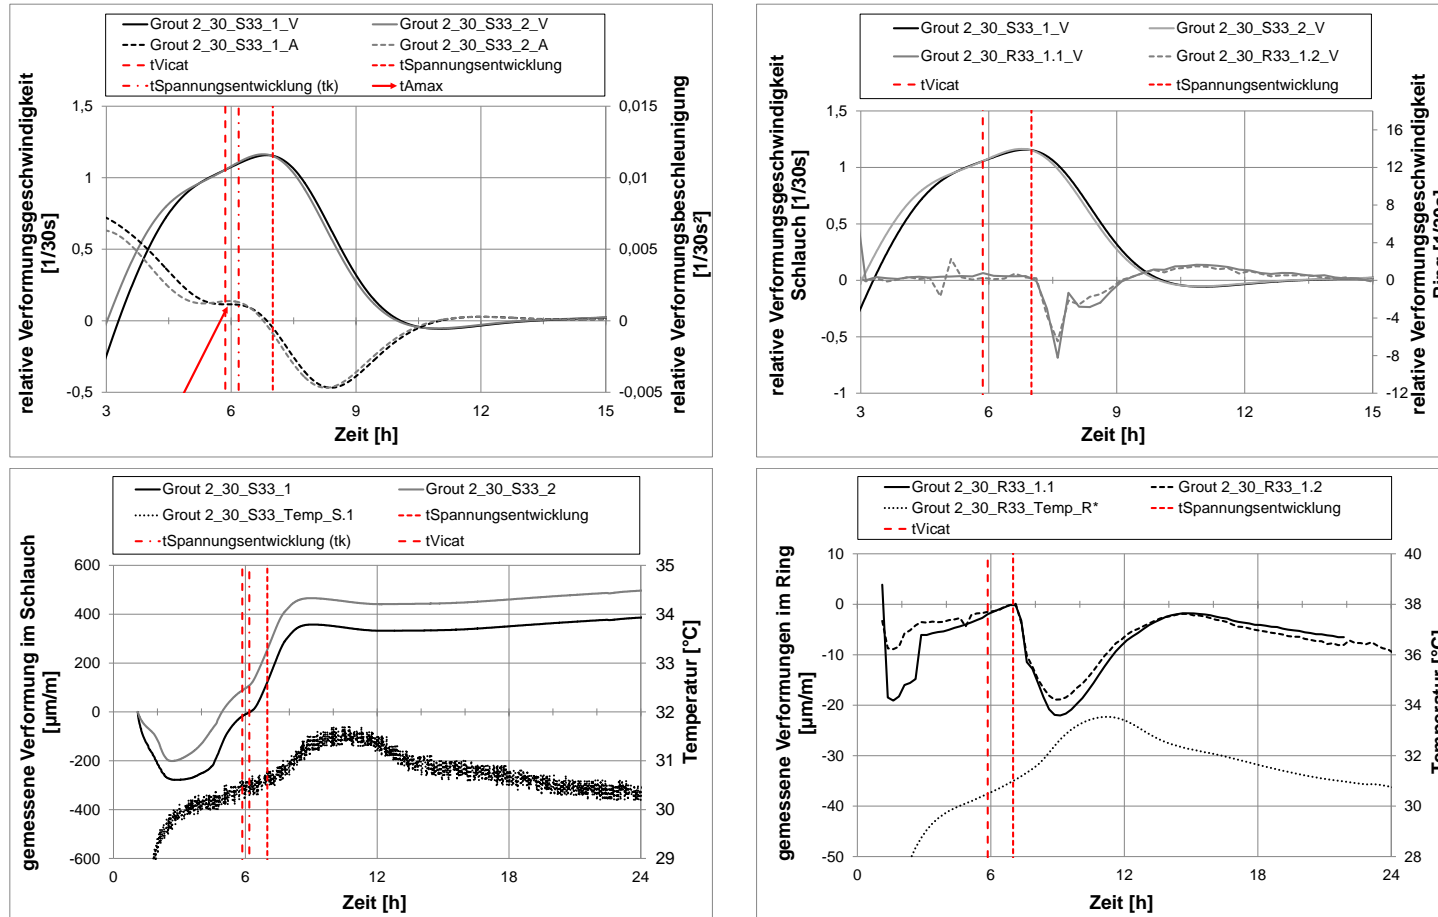 Grout 2_30_S33_1_V
Grout 2_30_S33_2_V
Grout 2_30_S33_1_A
Grout 2_30_S33_2_A
tVicat
tSpannungsentwicklung
tSpannungsentwicklung (tk)
tAmax
relative Verformungsgeschwindigkeit
[1/30s]
1,5
1
0,5
0
-0,5
0,015
0,01
0,005
0
-0,005
relative Verformungsbeschleunigung
[1/30s²]
3
6
9
12
15
Zeit [h]
Grout 2_30_S33_1_V
Grout 2_30_S33_2_V
Grout 2_30_R33_1.1_V
Grout 2_30_R33_1.2_V
tVicat
tSpannungsentwicklung
relative Verformungsgeschwindigkeit
Schlauch [1/30s]
1,5
1
0,5
0
-0,5
-1
16
12
8
4
0
-4
-8
-12
relative Verformungsgeschwindigkeit
Ring [1/30s]
3
6
9
12
15
Zeit [h]
Grout 2_30_S33_1
Grout 2_30_S33_2
Grout 2_30_S33_Temp_S.1
tSpannungsentwicklung
tSpannungsentwicklung (tk)
tVicat
gemessene Verformung im Schlauch
[µm/m]
600
400
200
0
-200
-400
-600
35
34
33
32
31
30
29
Temperatur [°C]
0
6
12
18
24
Zeit [h]
Grout 2_30_R33_1.1
Grout 2_30_R33_1.2
Grout 2_30_R33_Temp_R*
tSpannungsentwicklung
tVicat
gemessene Verformungen im Ring
[µm/m]
10
0
-10
-20
-30
-40
-50
40
38
36
34
32
30
28
Temperatur [°C]
0
6
12
18
24
Zeit [h]